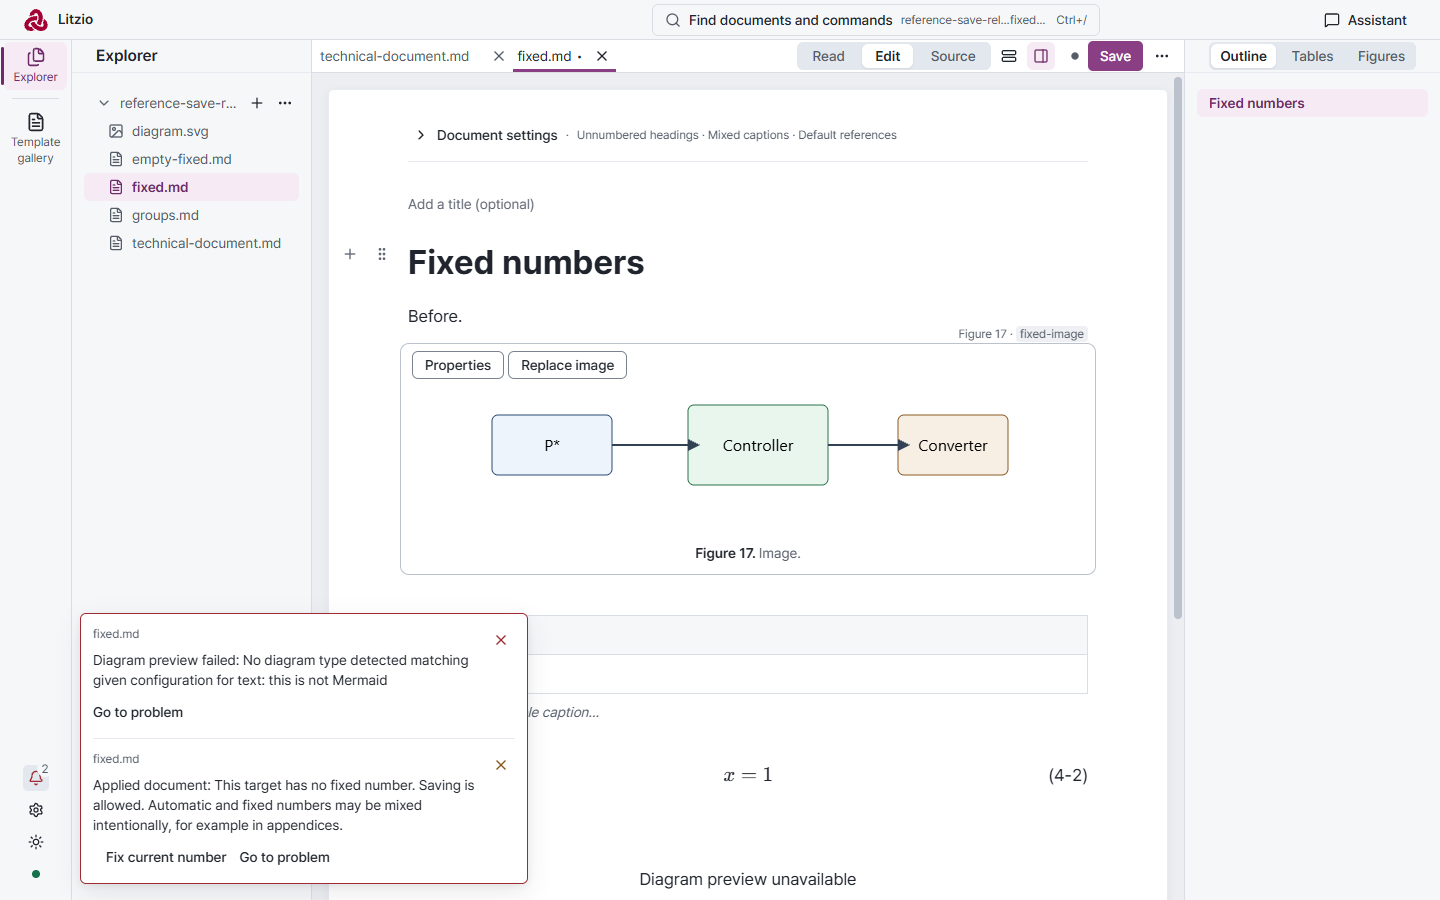 Litzio
Find documents and commands reference-save-rel...fixed... Ctrl+/
Assistant
Explorer
Template
gallery
2
Explorer
reference-save-r...
diagram.svg
empty-fixed.md
fixed.md
groups.md
technical-document.md
technical-document.md
fixed.md •
Read Edit Source
Save
Outline Tables Figures
Fixed numbers
Document settings · Unnumbered headings · Mixed captions · Default references
Add a title (optional)
Fixed numbers
Before.
Figure 17 · fixed-image
Properties Replace image
P* Controller Converter
Figure 17. Image.
le caption...
x = 1 (4-2)
Diagram preview unavailable
fixed.md
Diagram preview failed: No diagram type detected matching
given configuration for text: this is not Mermaid
Go to problem
fixed.md
Applied document: This target has no fixed number. Saving is
allowed. Automatic and fixed numbers may be mixed
intentionally, for example in appendices.
Fix current number Go to problem